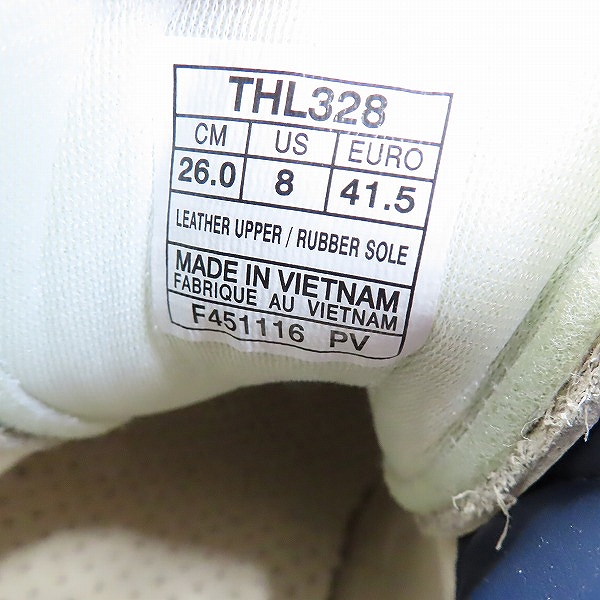 THL328
CM US EURO
26.0 8 41.5
LEATHER UPPER / RUBBER SOLE
MADE IN VIETNAM
FABRIQUE AU VIETNAM
F451116 PV